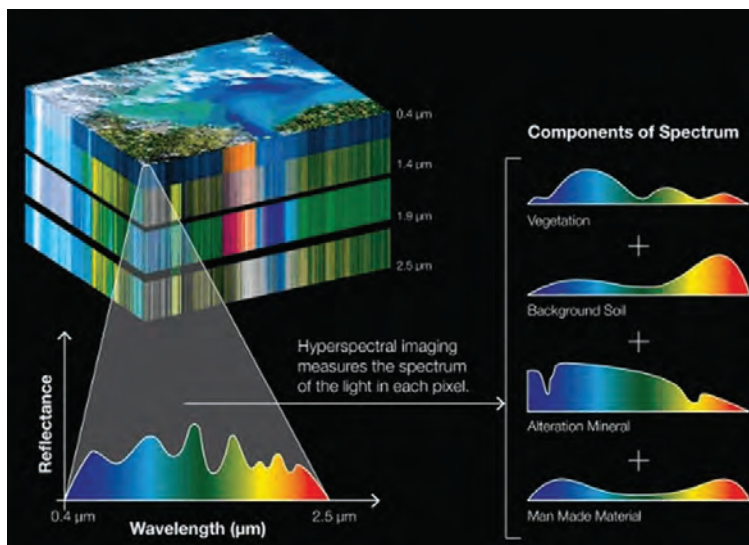 0.4 μm
1.4 μm
1.9 μm
2.5 μm
Components of Spectrum
Vegetation
+
Background Soil
+
Alteration Mineral
+
Man Made Material
Hyperspectral imaging
measures the spectrum
of the light in each pixel.
Reflectance
0.4 μm
2.5 μm
Wavelength (μm)